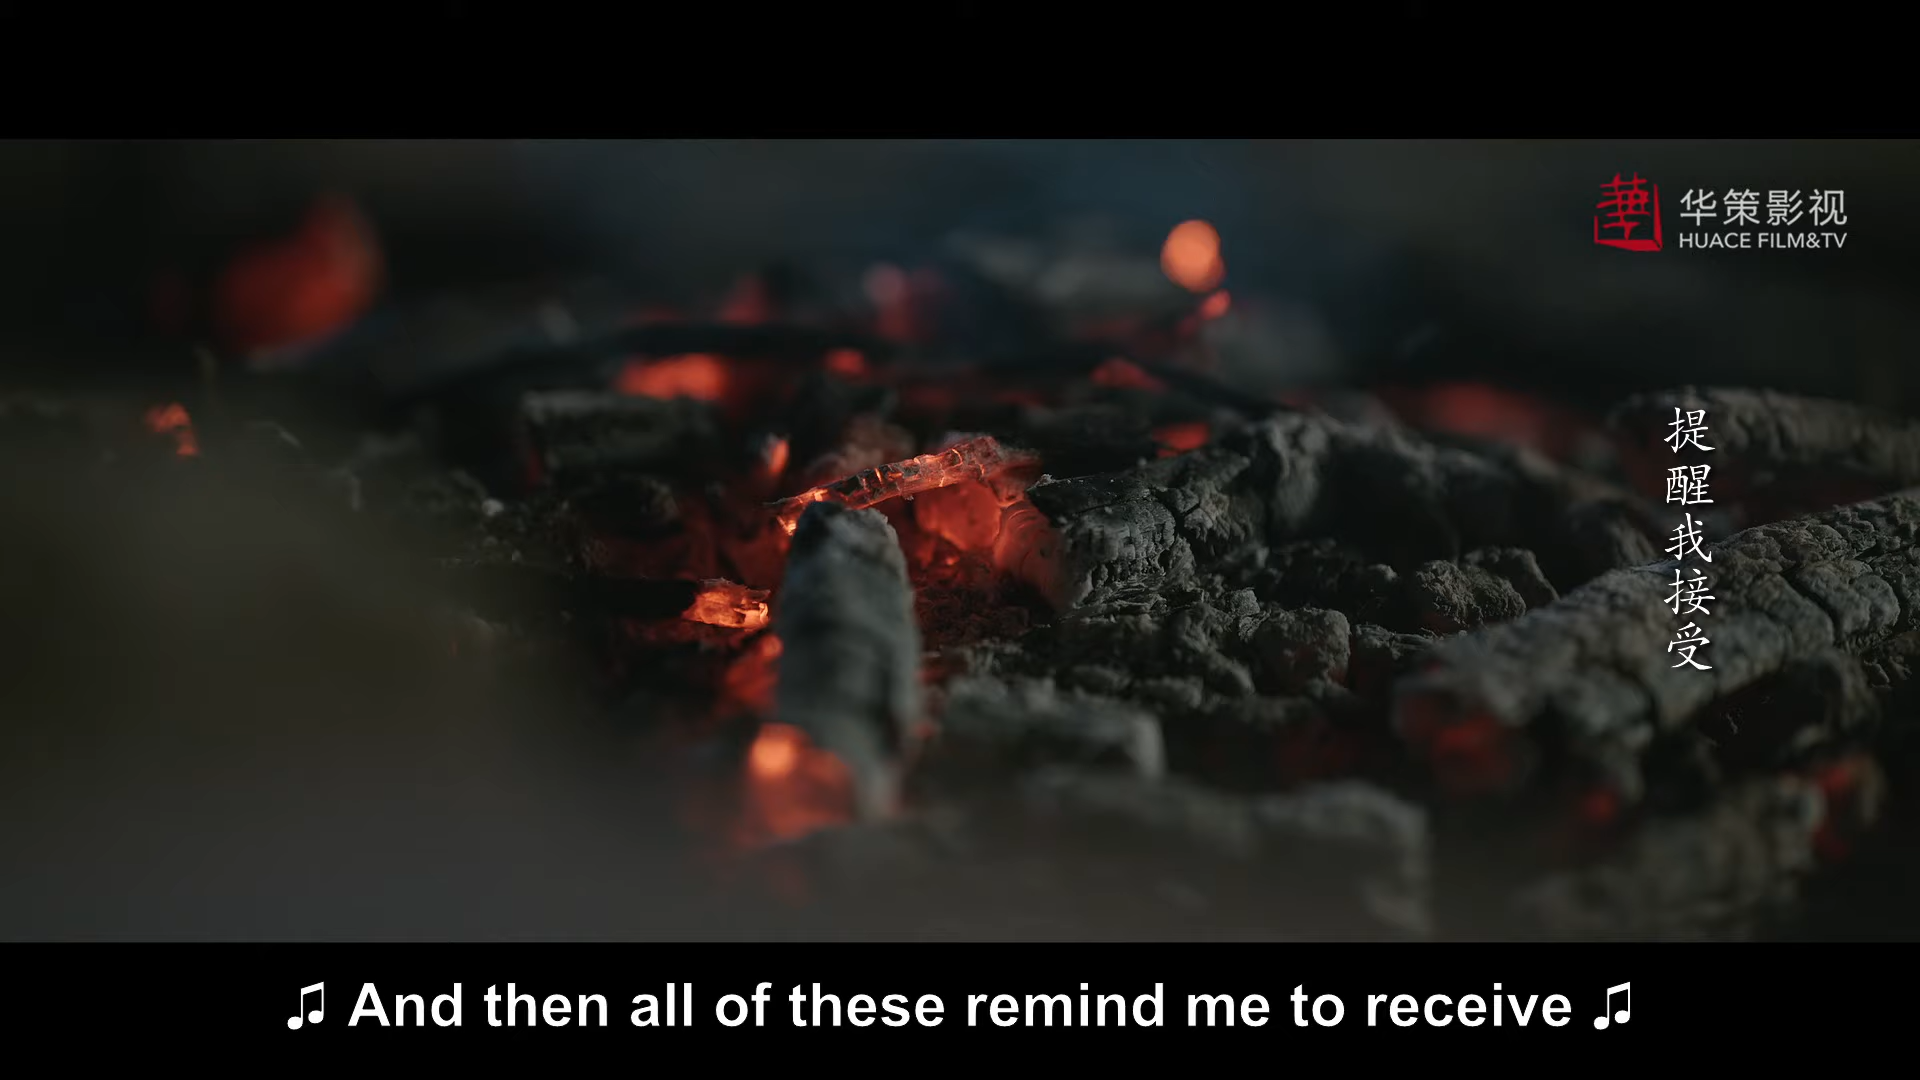 華
华策影视
HUACE FILM&TV
提醒我接受
♫ And then all of these remind me to receive ♫